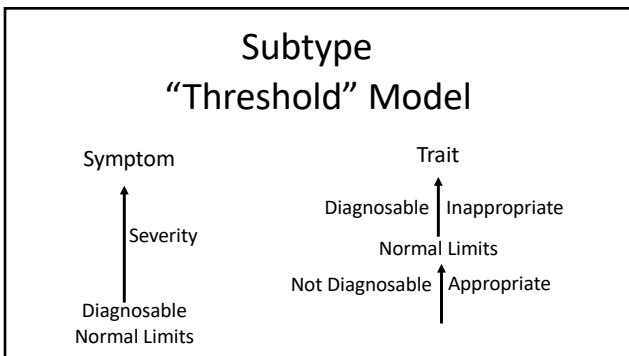 Subtype
“Threshold” Model
Symptom
Severity
Diagnosable
Normal Limits
Trait
Diagnosable Inappropriate
Normal Limits
Not Diagnosable Appropriate